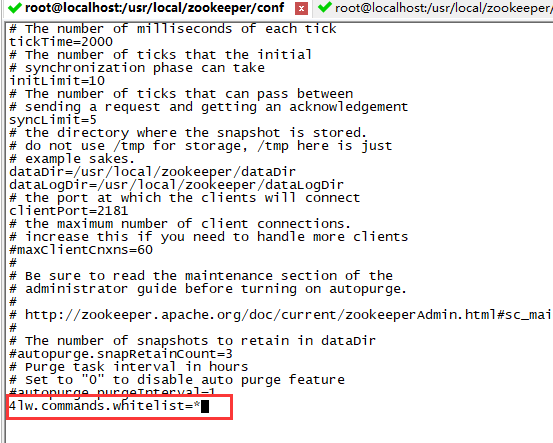 root@localhost:/usr/local/zookeeper/conf
root@localhost:/usr/local/zookeeper/
# The number of milliseconds of each tick
tickTime=2000
# The number of ticks that the initial
# synchronization phase can take
initLimit=10
# The number of ticks that can pass between
# sending a request and getting an acknowledgement
syncLimit=5
# the directory where the snapshot is stored.
# do not use /tmp for storage, /tmp here is just
# example sakes.
dataDir=/usr/local/zookeeper/dataDir
dataLogDir=/usr/local/zookeeper/dataLogDir
# the port at which the clients will connect
clientPort=2181
# the maximum number of client connections.
# increase this if you need to handle more clients
#maxClientCnxns=60
#
# Be sure to read the maintenance section of the
# administrator guide before turning on autopurge.
#
# http://zookeeper.apache.org/doc/current/zookeeperAdmin.html#sc_mai
#
# The number of snapshots to retain in dataDir
#autopurge.snapRetainCount=3
# Purge task interval in hours
# Set to "0" to disable auto purge feature
#autopurge.purgeInterval=1
4lw.commands.whitelist=*